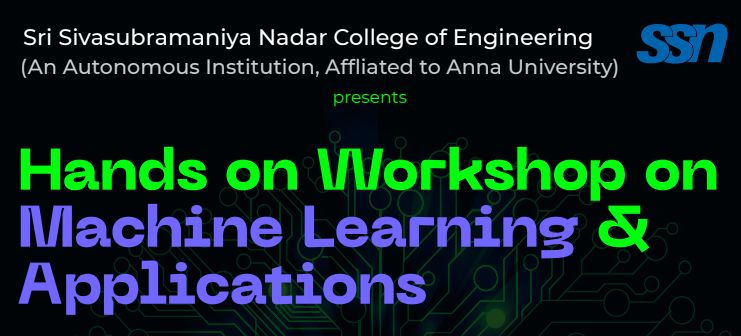 Sri Sivasubramaniya Nadar College of Engineering
ssn
(An Autonomous Institution, Affliated to Anna University)
presents
Hands on Workshop on
Machine Learning &
Applications